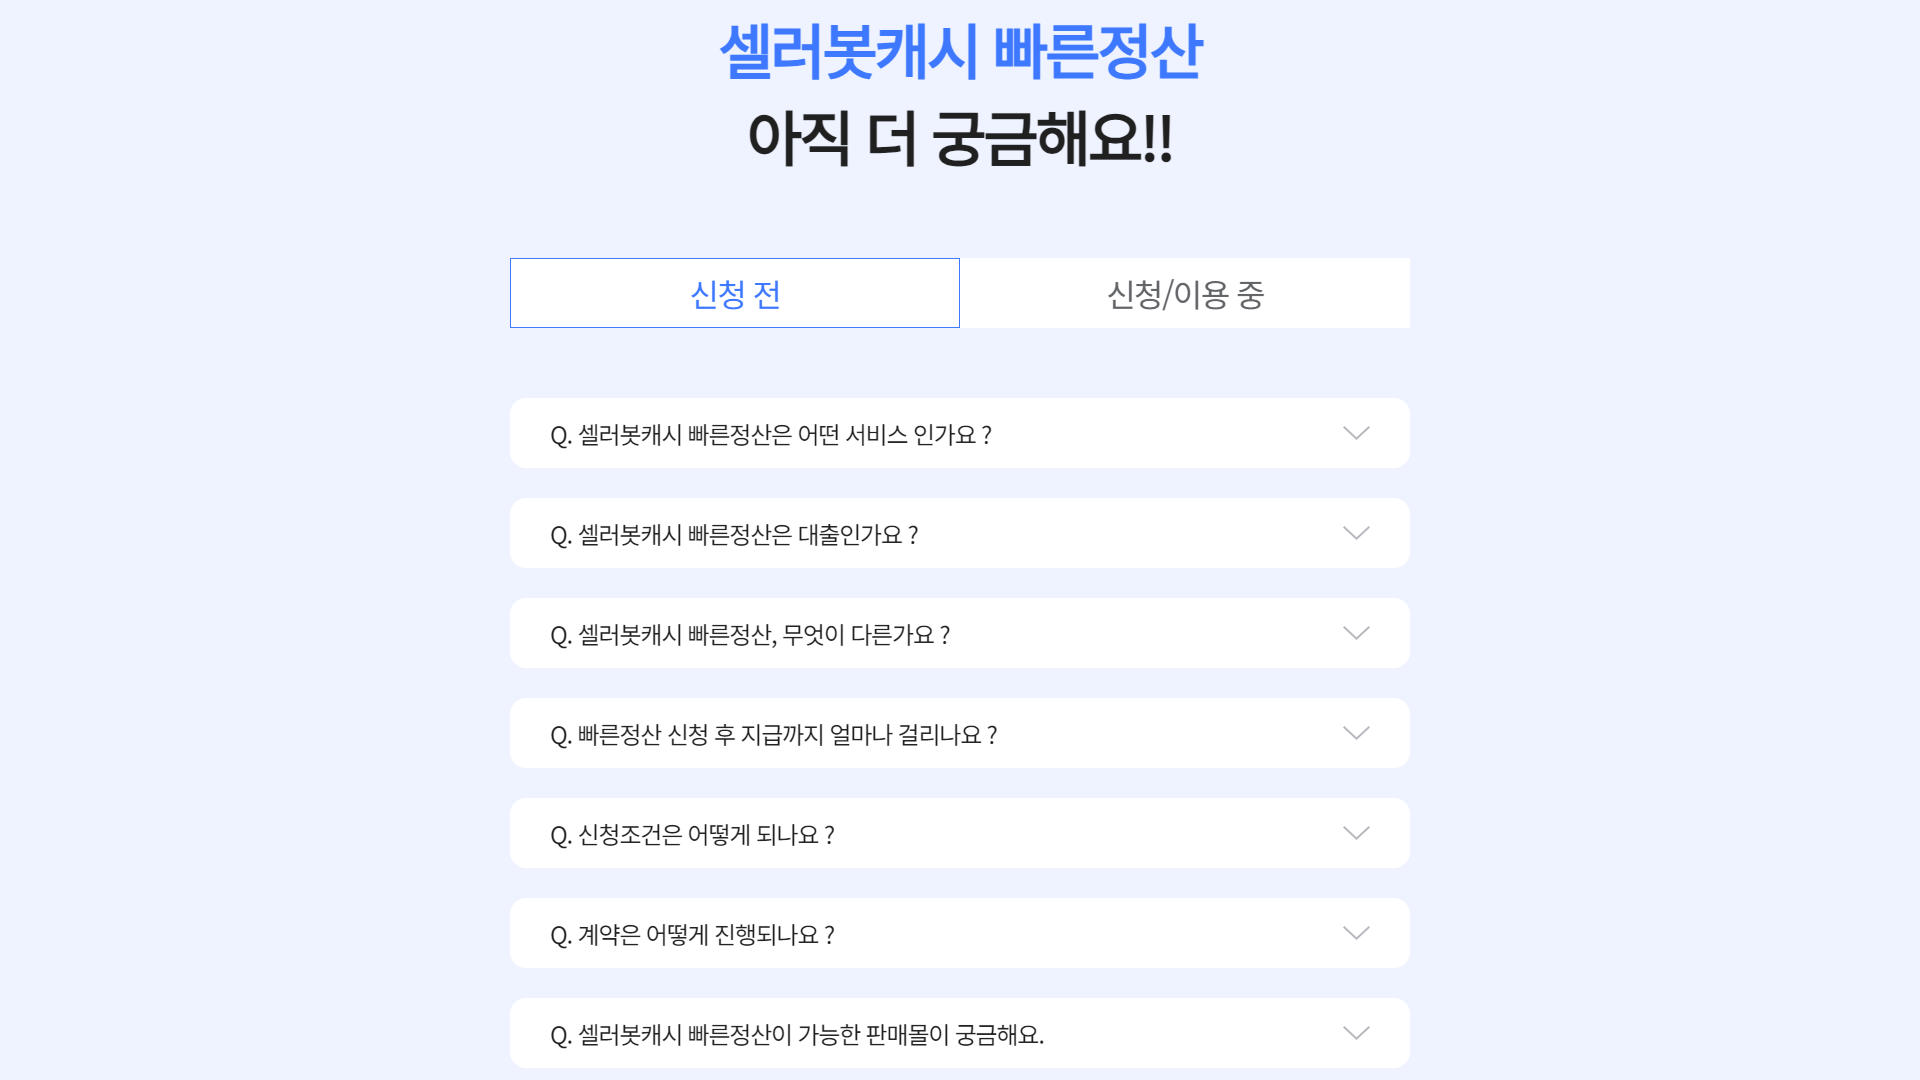 셀러봇캐시 빠른정산
아직 더 궁금해요!!
신청 전
신청/이용 중
Q. 셀러봇캐시 빠른정산은 어떤 서비스 인가요 ?
Q. 셀러봇캐시 빠른정산은 대출인가요 ?
Q. 셀러봇캐시 빠른정산, 무엇이 다른가요 ?
Q. 빠른정산 신청 후 지급까지 얼마나 걸리나요 ?
Q. 신청조건은 어떻게 되나요 ?
Q. 계약은 어떻게 진행되나요 ?
Q. 셀러봇캐시 빠른정산이 가능한 판매몰이 궁금해요.